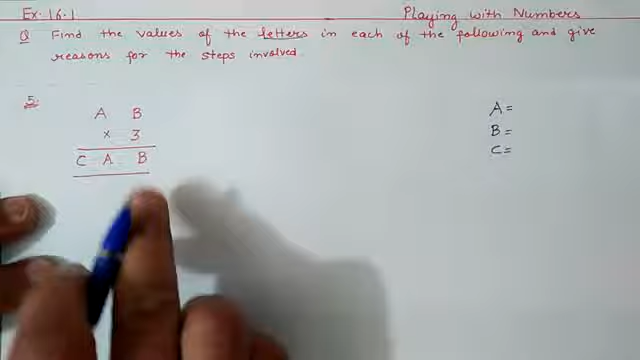 Ex. 16.1 Playing with Numbers
Q Find the values of the letters in each of the following and give
reasons for the steps involved.
5.
A B
× 3
C A B
A =
B =
C =